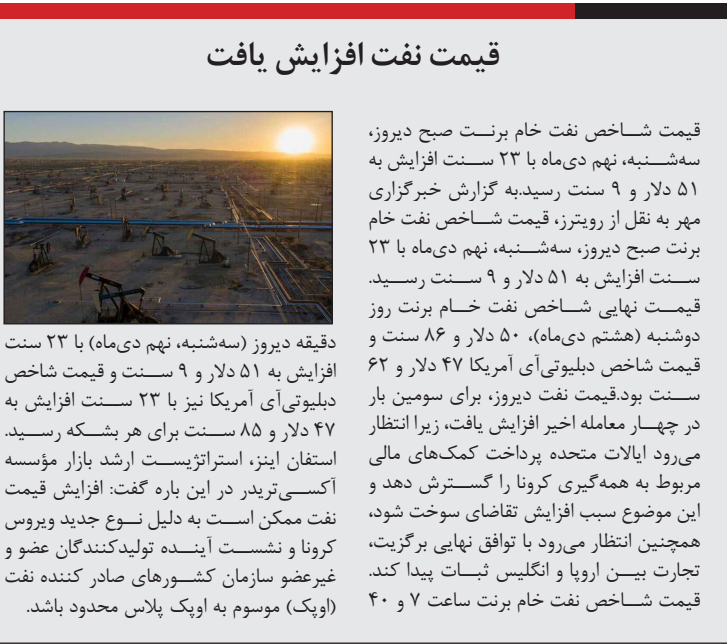 قیمت نفت افزایش یافت
قیمت شاخص نفت خام برنت صبح دیروز،
سه‌شنبه، نهم دی‌ماه با ۲۳ سنت افزایش به
۵۱ دلار و ۹ سنت رسید.به گزارش خبرگزاری
مهر به نقل از رویترز، قیمت شاخص نفت خام
برنت صبح دیروز، سه‌شنبه، نهم دی‌ماه با ۲۳
سنت افزایش به ۵۱ دلار و ۹ سنت رسید.
قیمت نهایی شاخص نفت خام برنت روز
دوشنبه (هشتم دی‌ماه)، ۵۰ دلار و ۸۶ سنت و
قیمت شاخص دبلیوتی‌آی آمریکا ۴۷ دلار و ۶۲
سنت بود.قیمت نفت دیروز، برای سومین بار
در چهار معامله اخیر افزایش یافت، زیرا انتظار
می‌رود ایالات متحده پرداخت کمک‌های مالی
مربوط به همه‌گیری کرونا را گسترش دهد و
این موضوع سبب افزایش تقاضای سوخت شود،
همچنین انتظار می‌رود با توافق نهایی برگزیت،
تجارت بین اروپا و انگلیس ثبات پیدا کند.
قیمت شاخص نفت خام برنت ساعت ۷ و ۴۰
دقیقه دیروز (سه‌شنبه، نهم دی‌ماه) با ۲۳ سنت
افزایش به ۵۱ دلار و ۹ سنت و قیمت شاخص
دبلیوتی‌آی آمریکا نیز با ۲۳ سنت افزایش به
۴۷ دلار و ۸۵ سنت برای هر بشکه رسید.
استفان اینز، استراتژیست ارشد بازار مؤسسه
آکسی‌تریدر در این باره گفت: افزایش قیمت
نفت ممکن است به دلیل نوع جدید ویروس
کرونا و نشست آینده تولیدکنندگان عضو و
غیرعضو سازمان کشورهای صادر کننده نفت
(اوپک) موسوم به اوپک پلاس محدود باشد.